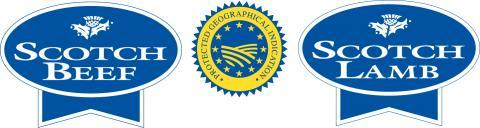 SCOTCH
BEEF
PROTECTED GEOGRAPHICAL INDICATION
SCOTCH
LAMB